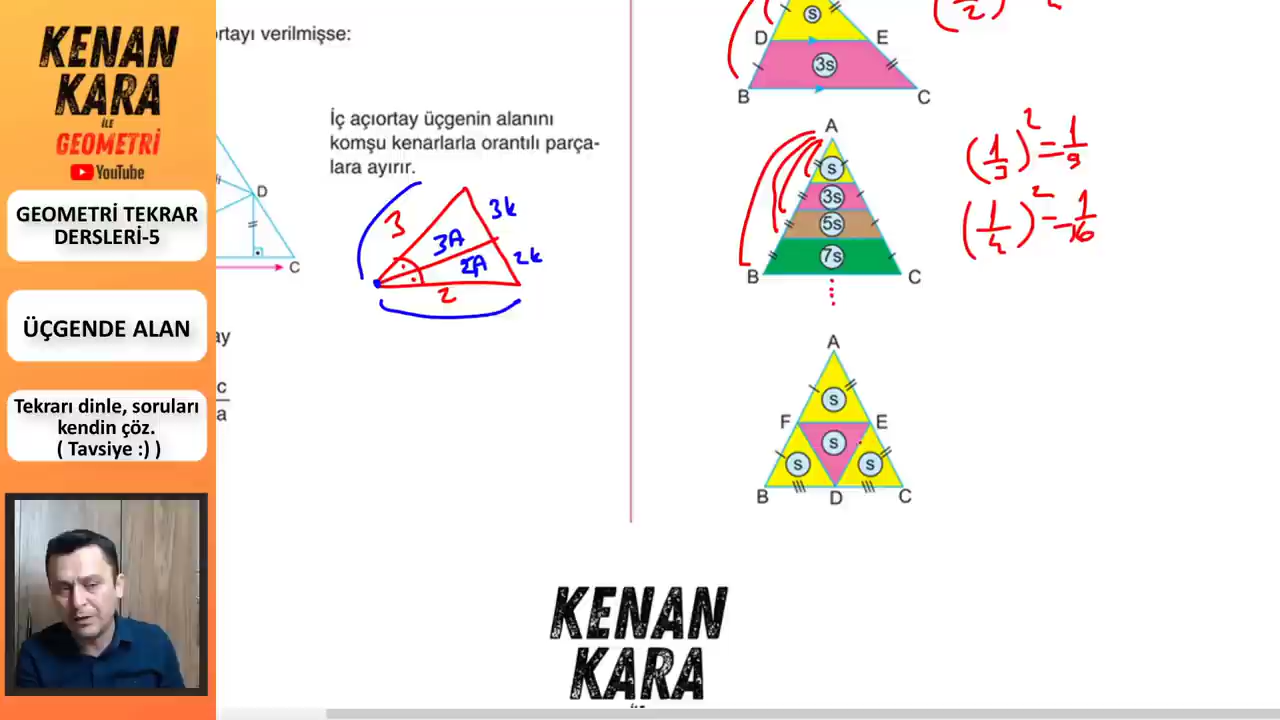 KENAN
KARA
İLE
GEOMETRİ
YouTube
GEOMETRİ TEKRAR
DERSLERİ-5
ÜÇGENDE ALAN
Tekrarı dinle, soruları
kendin çöz.
( Tavsiye :) )
ortayı verilmişse:
D
C
ay
c
a
İç açıortay üçgenin alanını
komşu kenarlarla orantılı parça-
lara ayırır.
3
3k
3A
2A
2k
2
s
D
E
3s
B
C
A
s
3s
5s
7s
B
C
(1/3)² = 1/9
(1/4)² = 1/16
A
s
F
E
s
s
s
B
D
C
KENAN
KARA